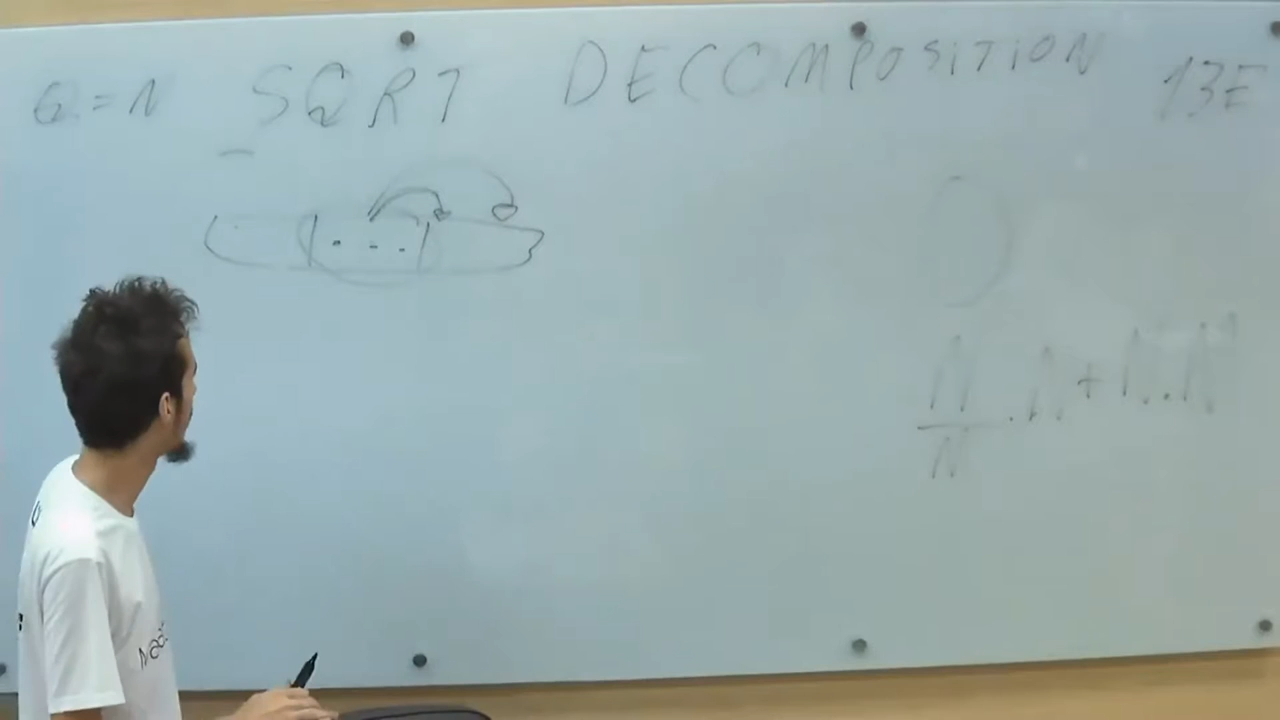 Q = N SQRT DECOMPOSITION 13E
N/N . N + N . N